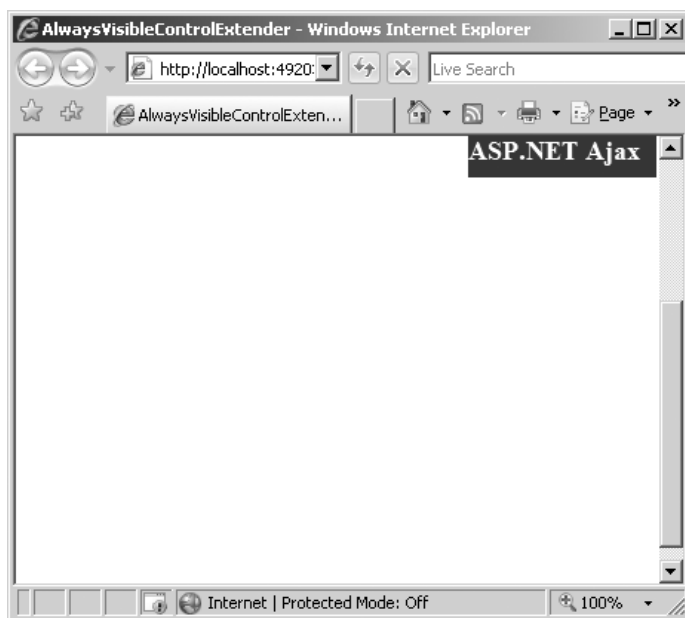 AlwaysVisibleControlExtender - Windows Internet Explorer
http://localhost:4920:
Live Search
AlwaysVisibleControlExten...
Page
»
ASP.NET Ajax
Internet | Protected Mode: Off
100%